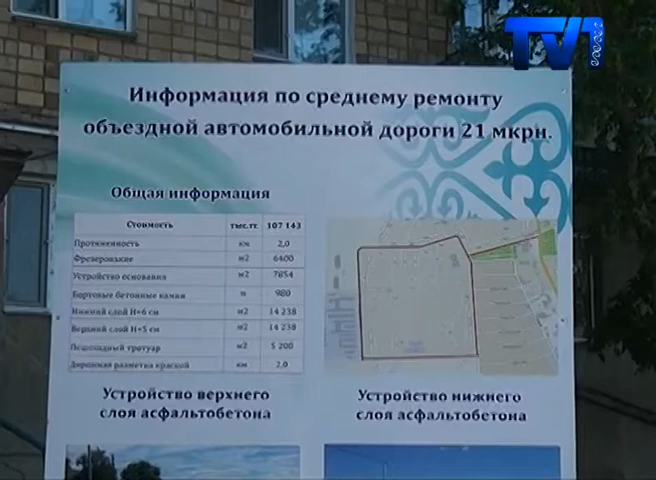 TV1
Информация по среднему ремонту
объездной автомобильной дороги 21 мкрн.
Общая информация
Стоимость тыс.тг. 107 143
Протяженность км 2,0
Фрезерование м2 6400
Устройство основания м2 7854
Бортовые бетонные камни м 980
Нижний слой Н=6 см м2 14 238
Верхний слой Н=5 см м2 14 238
Пешеходный тротуар м2 5 200
Дорожная разметка краской км 2,0
Устройство верхнего
слоя асфальтобетона
Устройство нижнего
слоя асфальтобетона